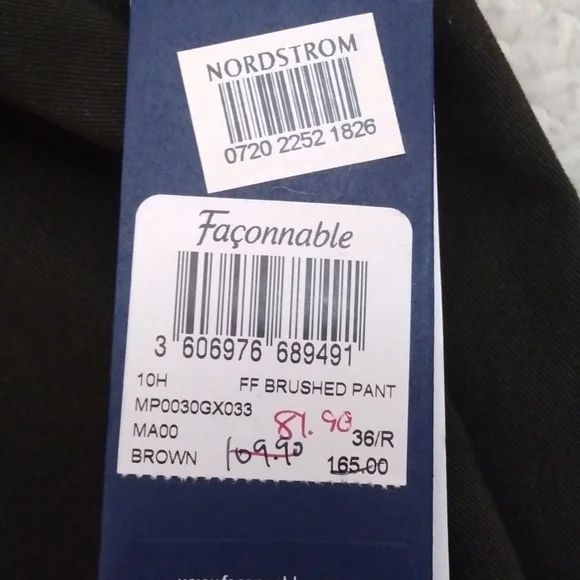 NORDSTROM
0720 2252 1826
Façonnable
3 606976 689491
10H FF BRUSHED PANT
MP0030GX033
MA00 81.90 36/R
BROWN 109.90 165.00